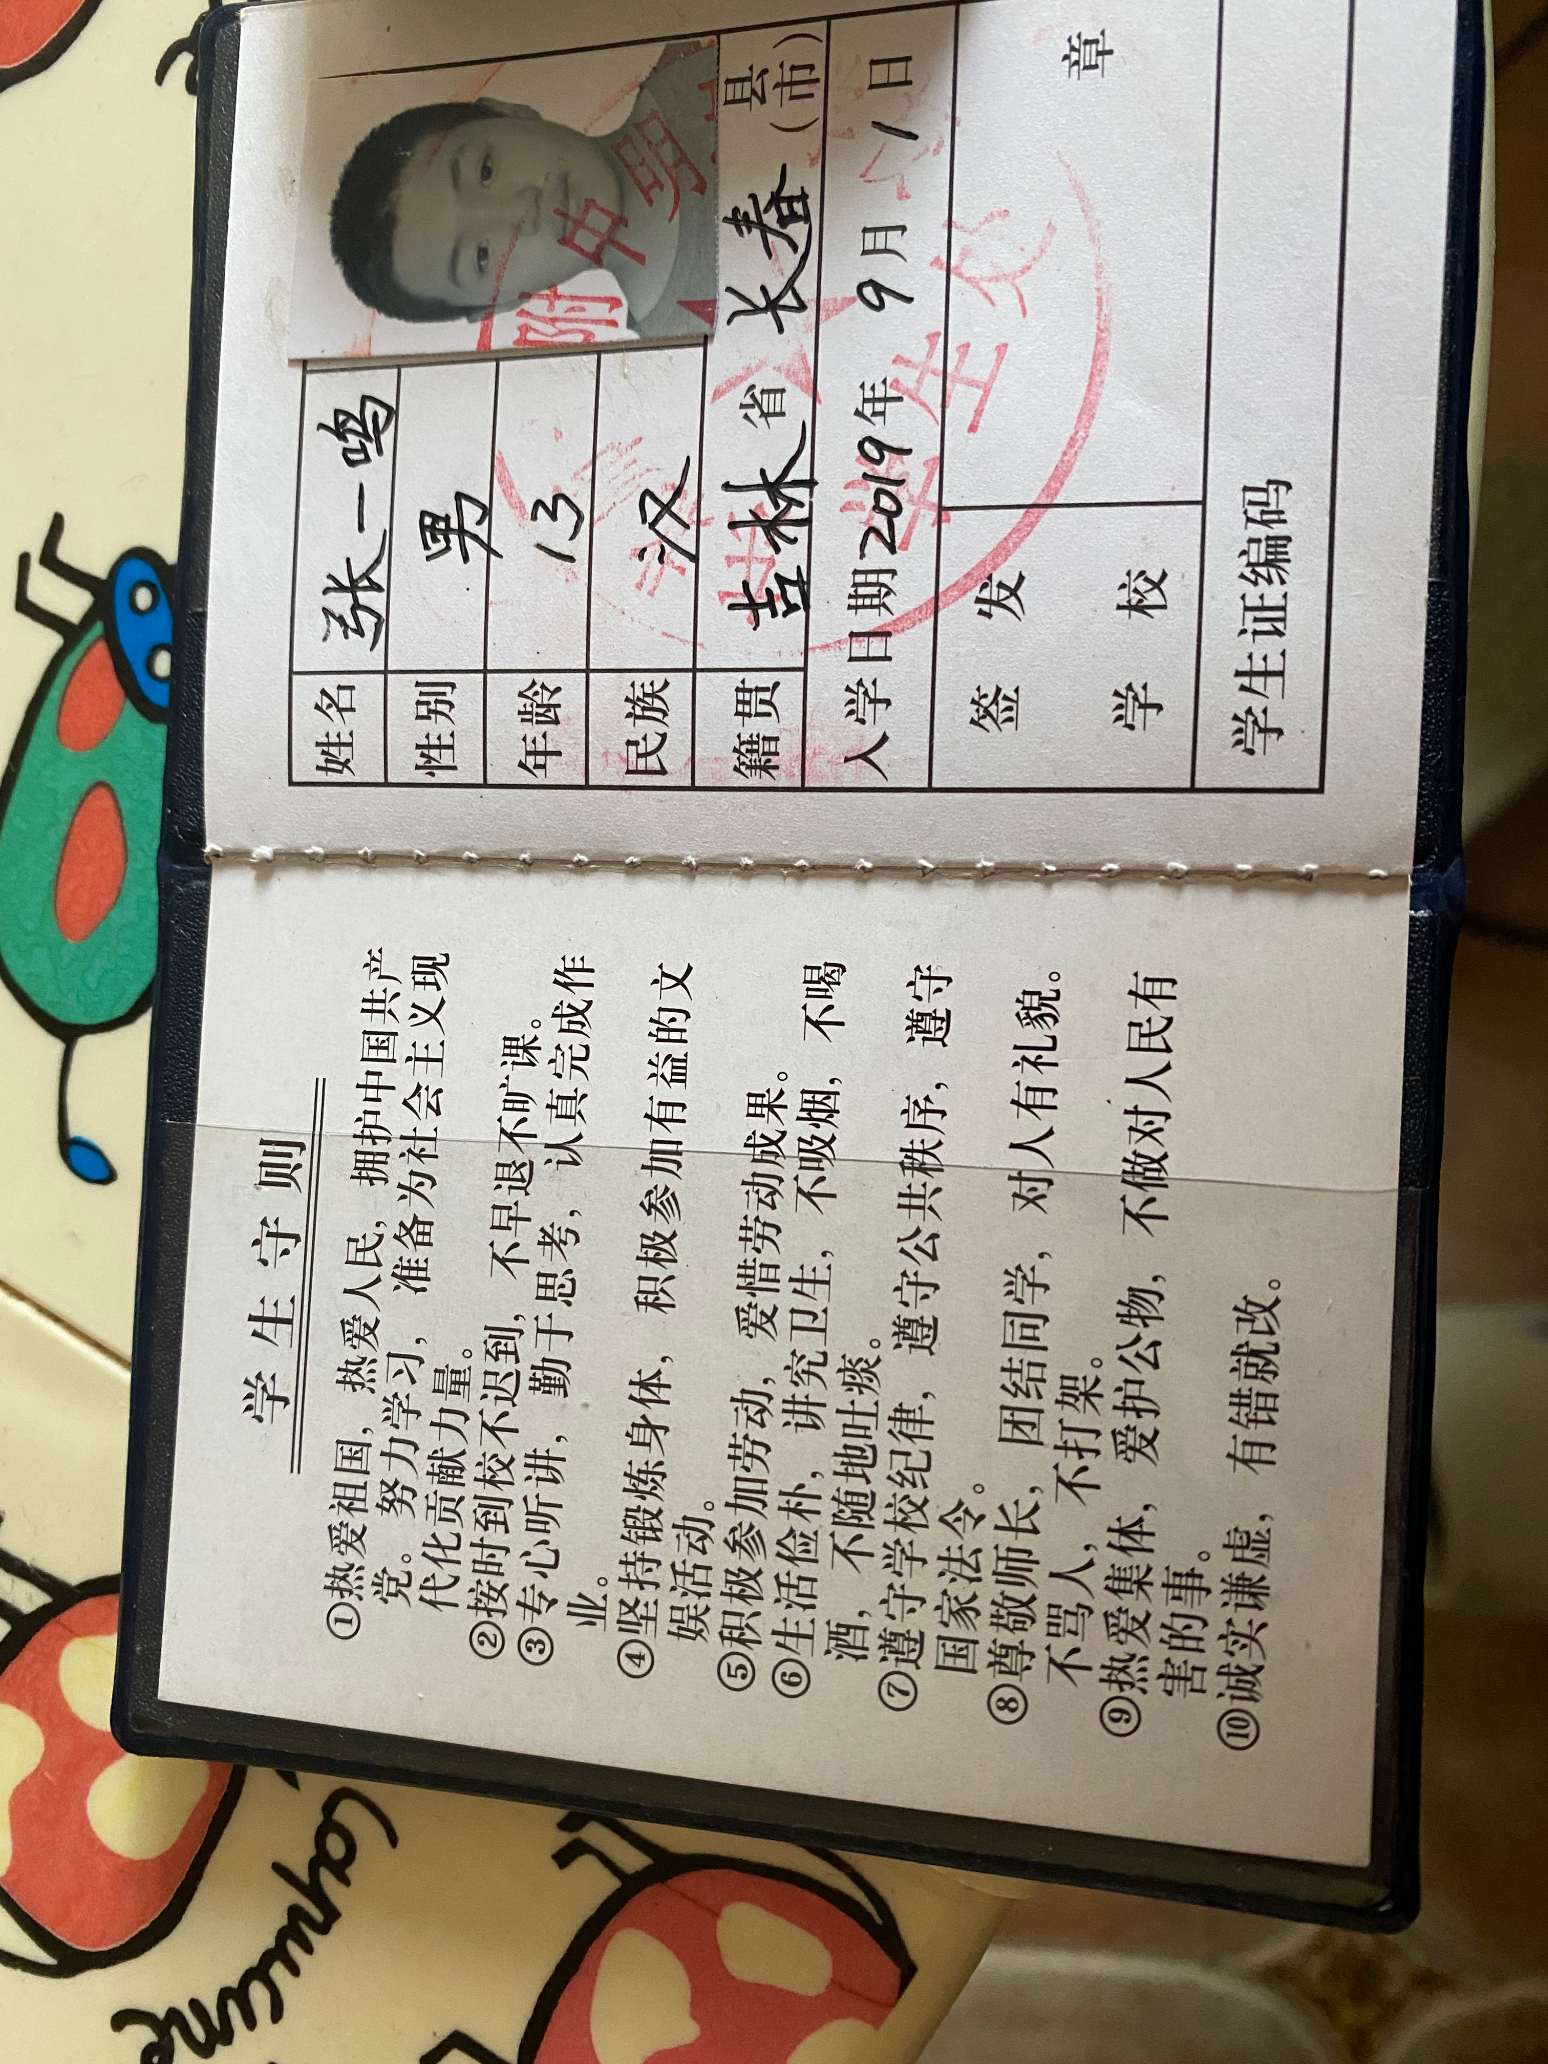 学生守则
①热爱祖国，热爱人民，拥护中国共产
党。努力学习，准备为社会主义现
代化贡献力量。
②按时到校不迟到，不早退不旷课。
③专心听讲，勤于思考，认真完成作
业。
④坚持锻炼身体，积极参加有益的文
娱活动。
⑤积极参加劳动，爱惜劳动成果。
⑥生活俭朴，讲究卫生，不吸烟，不喝
酒，不随地吐痰。
⑦遵守学校纪律，遵守公共秩序，遵守
国家法令。
⑧尊敬师长，团结同学，对人有礼貌。
不骂人，不打架。
⑨热爱集体，爱护公物，不做对人民有
害的事。
⑩诚实谦虚，有错就改。
姓名 张一鸣
性别 男
年龄 13
民族 汉
籍贯 吉林省长春县（市）
入学日期2019年9月1日
签发
学校
章
学生证编码
附中明
学生处